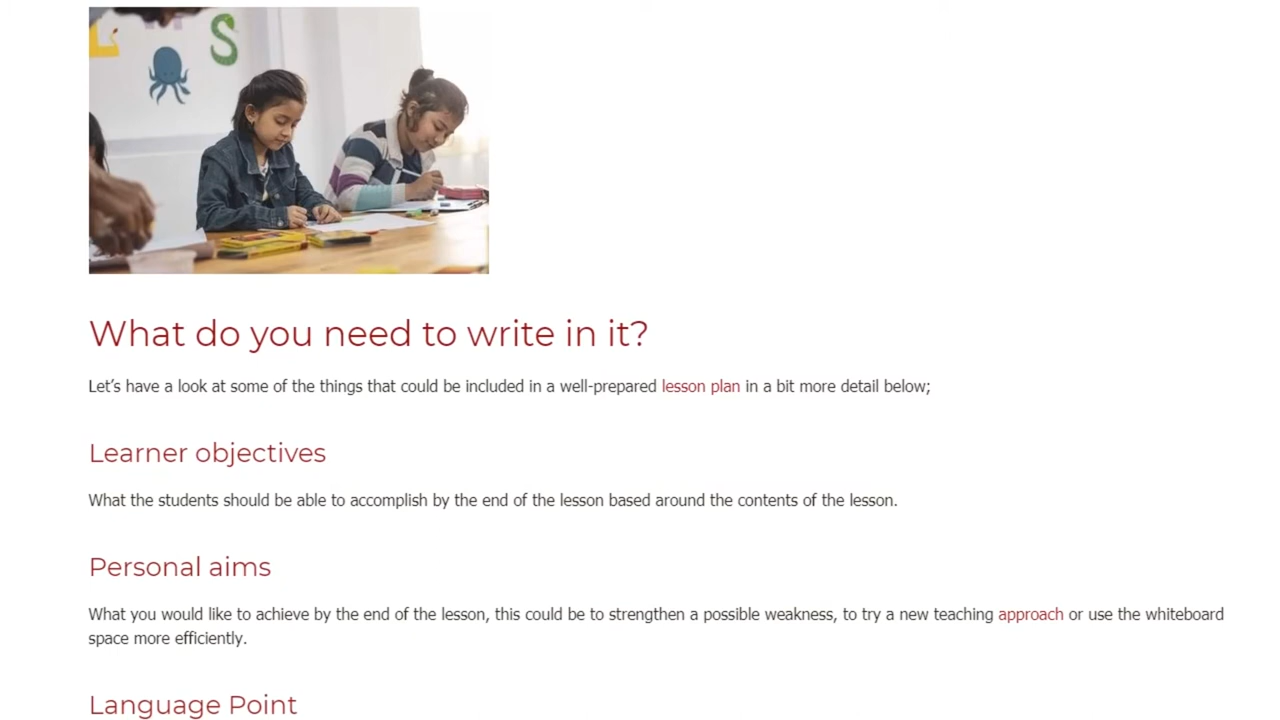 S
What do you need to write in it?
Let’s have a look at some of the things that could be included in a well-prepared lesson plan in a bit more detail below;
Learner objectives
What the students should be able to accomplish by the end of the lesson based around the contents of the lesson.
Personal aims
What you would like to achieve by the end of the lesson, this could be to strengthen a possible weakness, to try a new teaching approach or use the whiteboard
space more efficiently.
Language Point